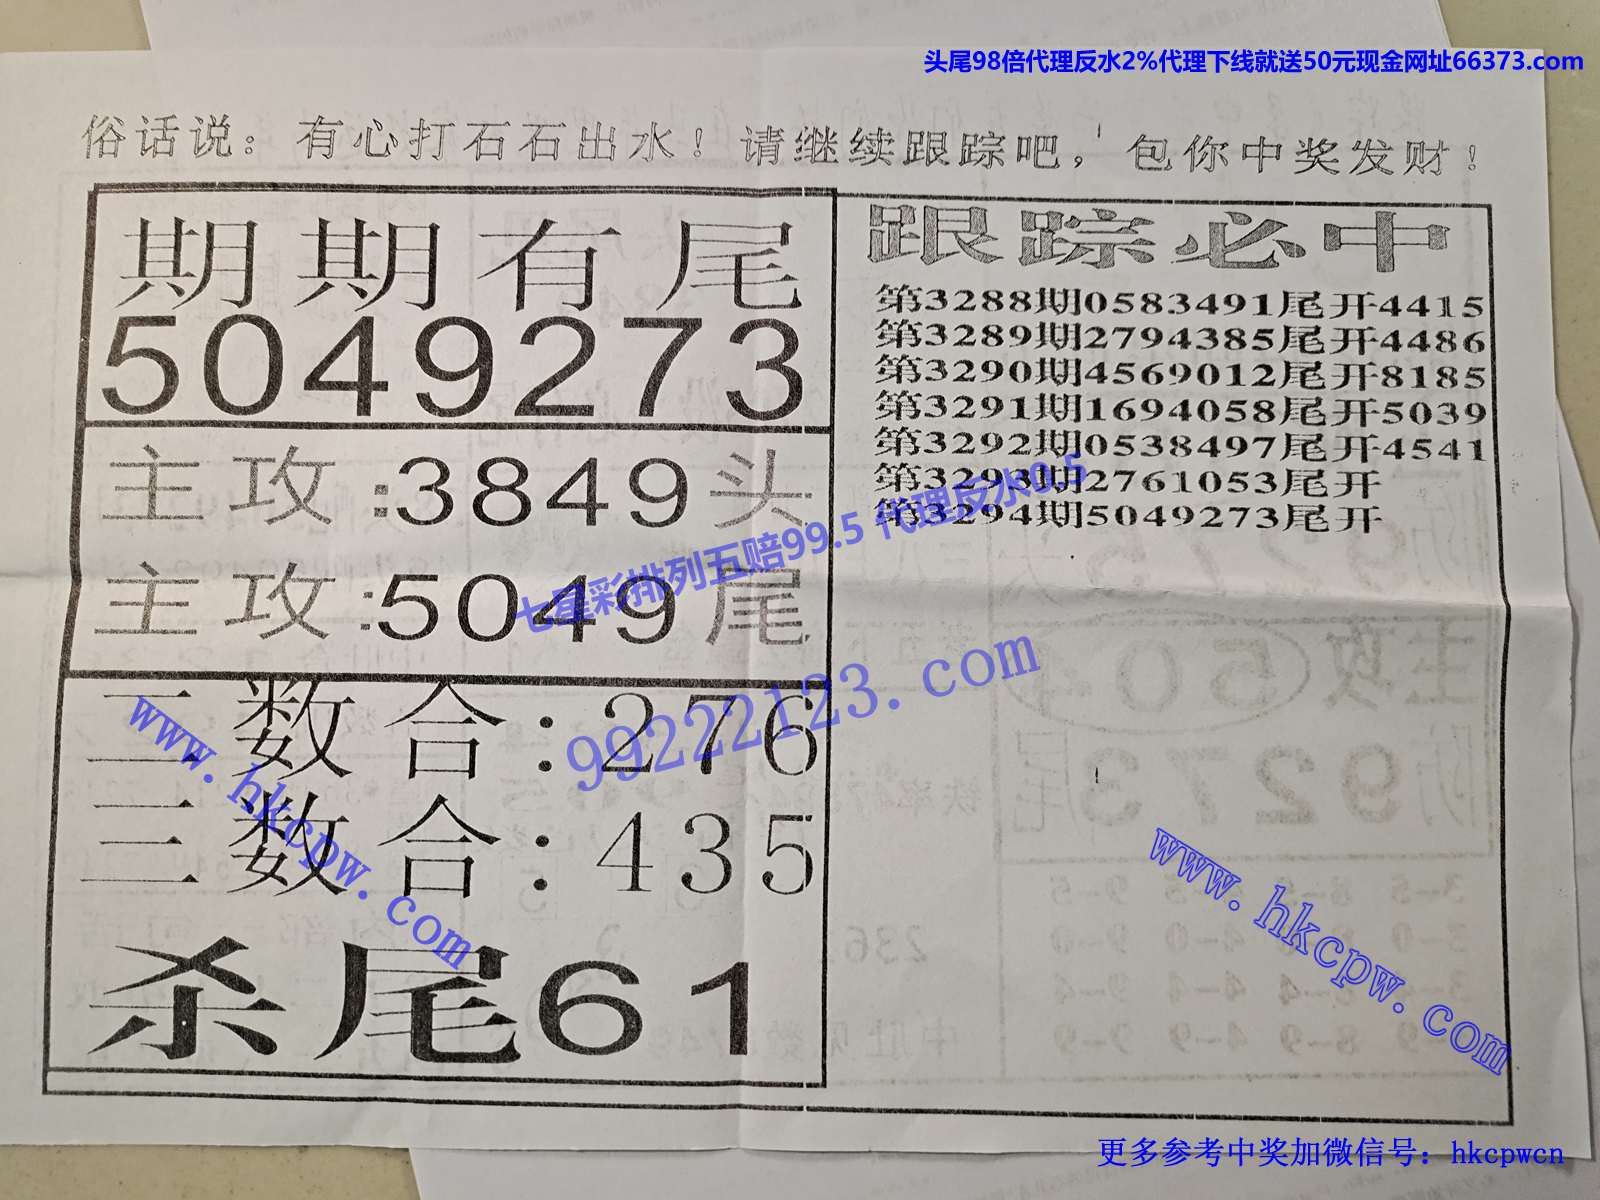 头尾98倍代理反水2%代理下线就送50元现金网址66373.com
俗话说：有心打石石出水！请继续跟踪吧，包你中奖发财！
期期有尾
5049273
主攻:3849头
主攻:5049尾
二数合:276
三数合:435
杀尾61
跟踪必中
第3288期0583491尾开4415
第3289期2794385尾开4486
第3290期4569012尾开8185
第3291期1694058尾开5039
第3292期0538497尾开4541
第3293期2761053尾开
第3294期5049273尾开
七星彩排列五赔99.5 代理反水0.5
99222123.com
www.hkcpw.com
www.hkcpw.com
更多参考中奖加微信号：hkcpwcn